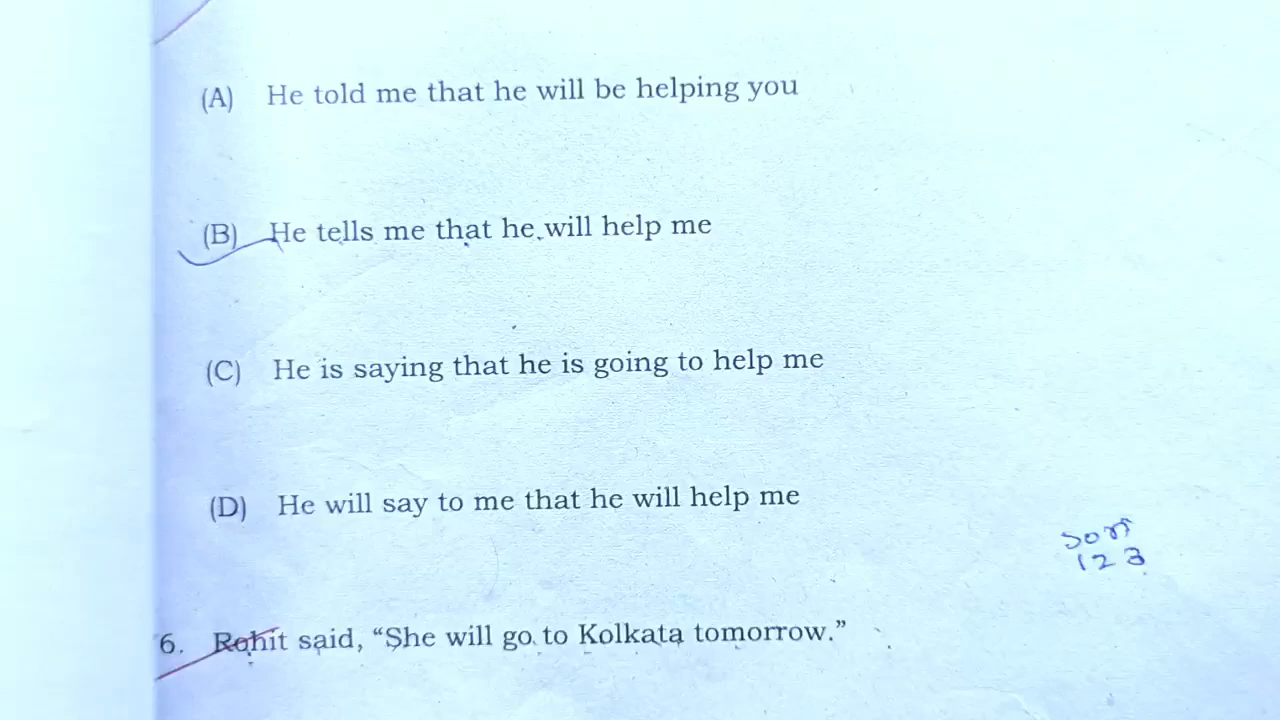 (A) He told me that he will be helping you
(B) He tells me that he will help me
(C) He is saying that he is going to help me
(D) He will say to me that he will help me
123
6. Rohit said, “She will go to Kolkata tomorrow.”